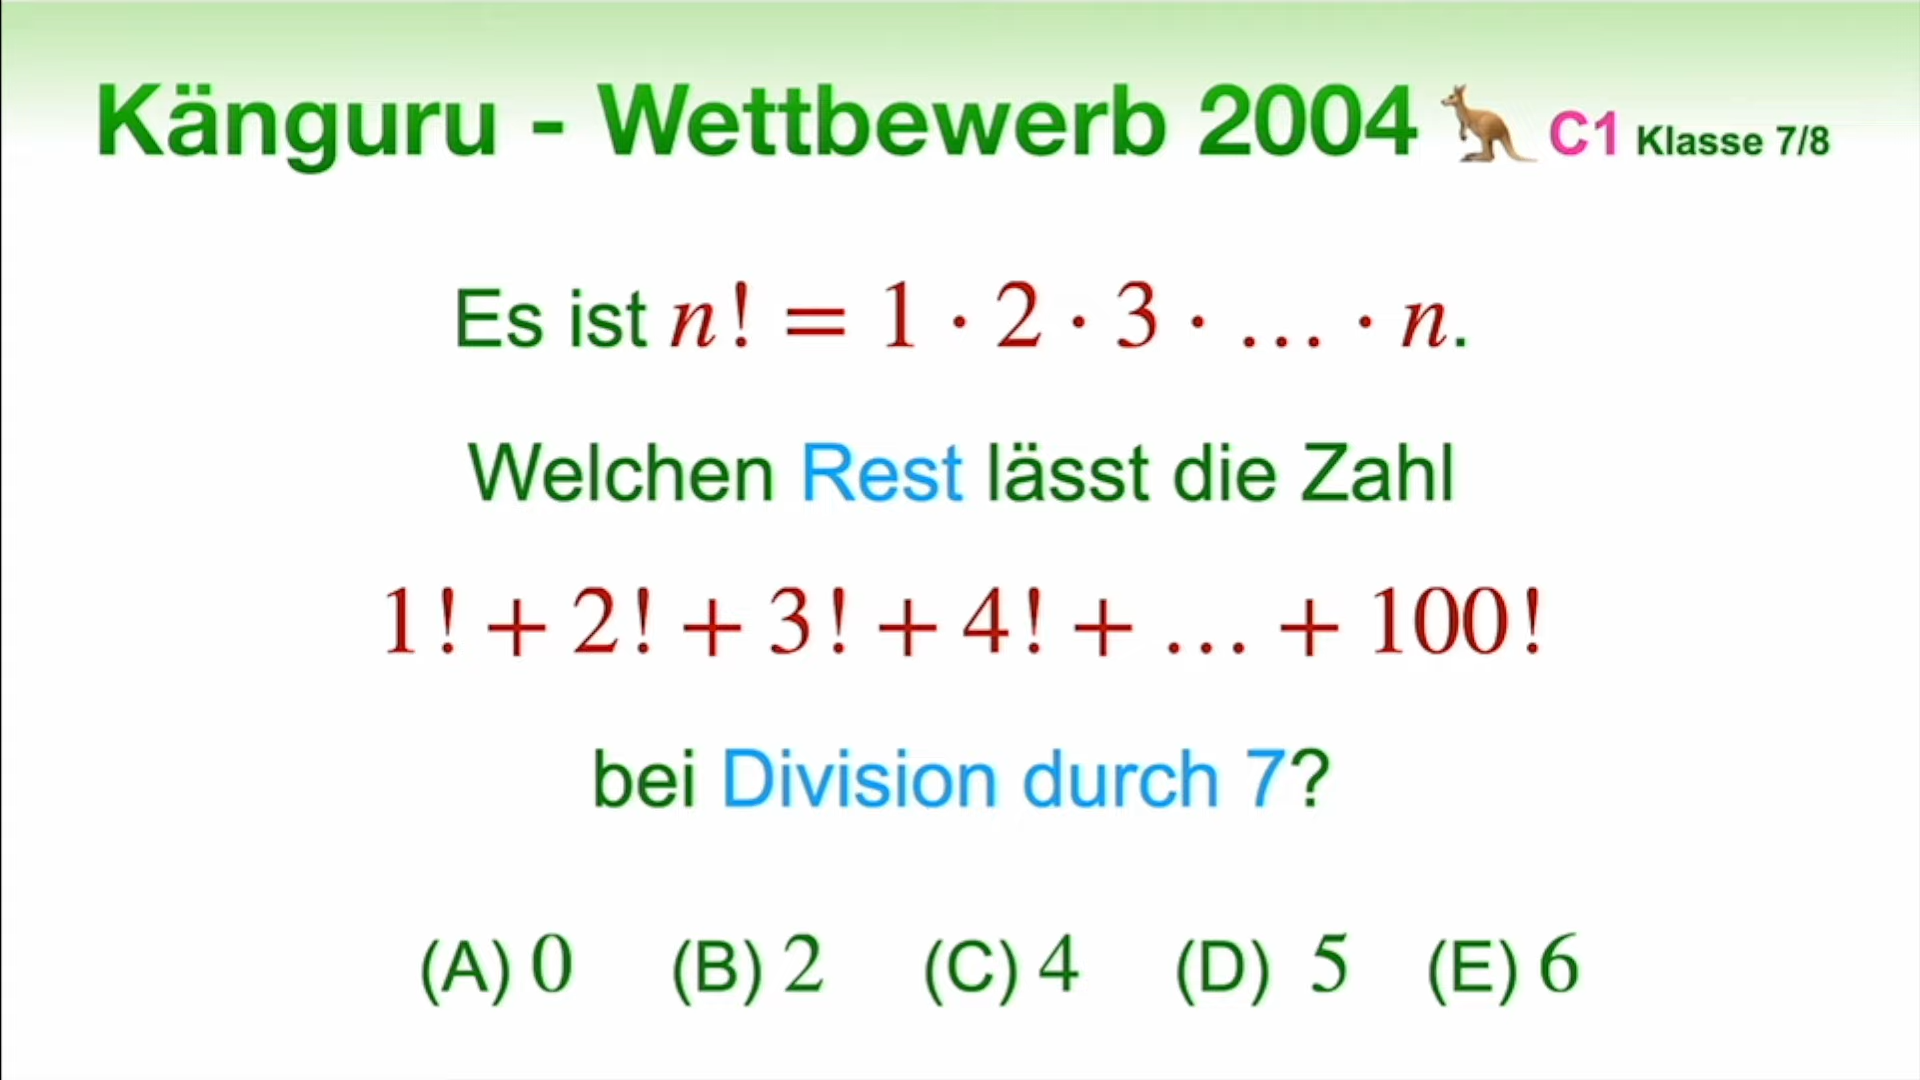 Känguru - Wettbewerb 2004 C1 Klasse 7/8
Es ist n! = 1 · 2 · 3 · … · n.
Welchen Rest lässt die Zahl
1! + 2! + 3! + 4! + … + 100!
bei Division durch 7?
(A) 0 (B) 2 (C) 4 (D) 5 (E) 6